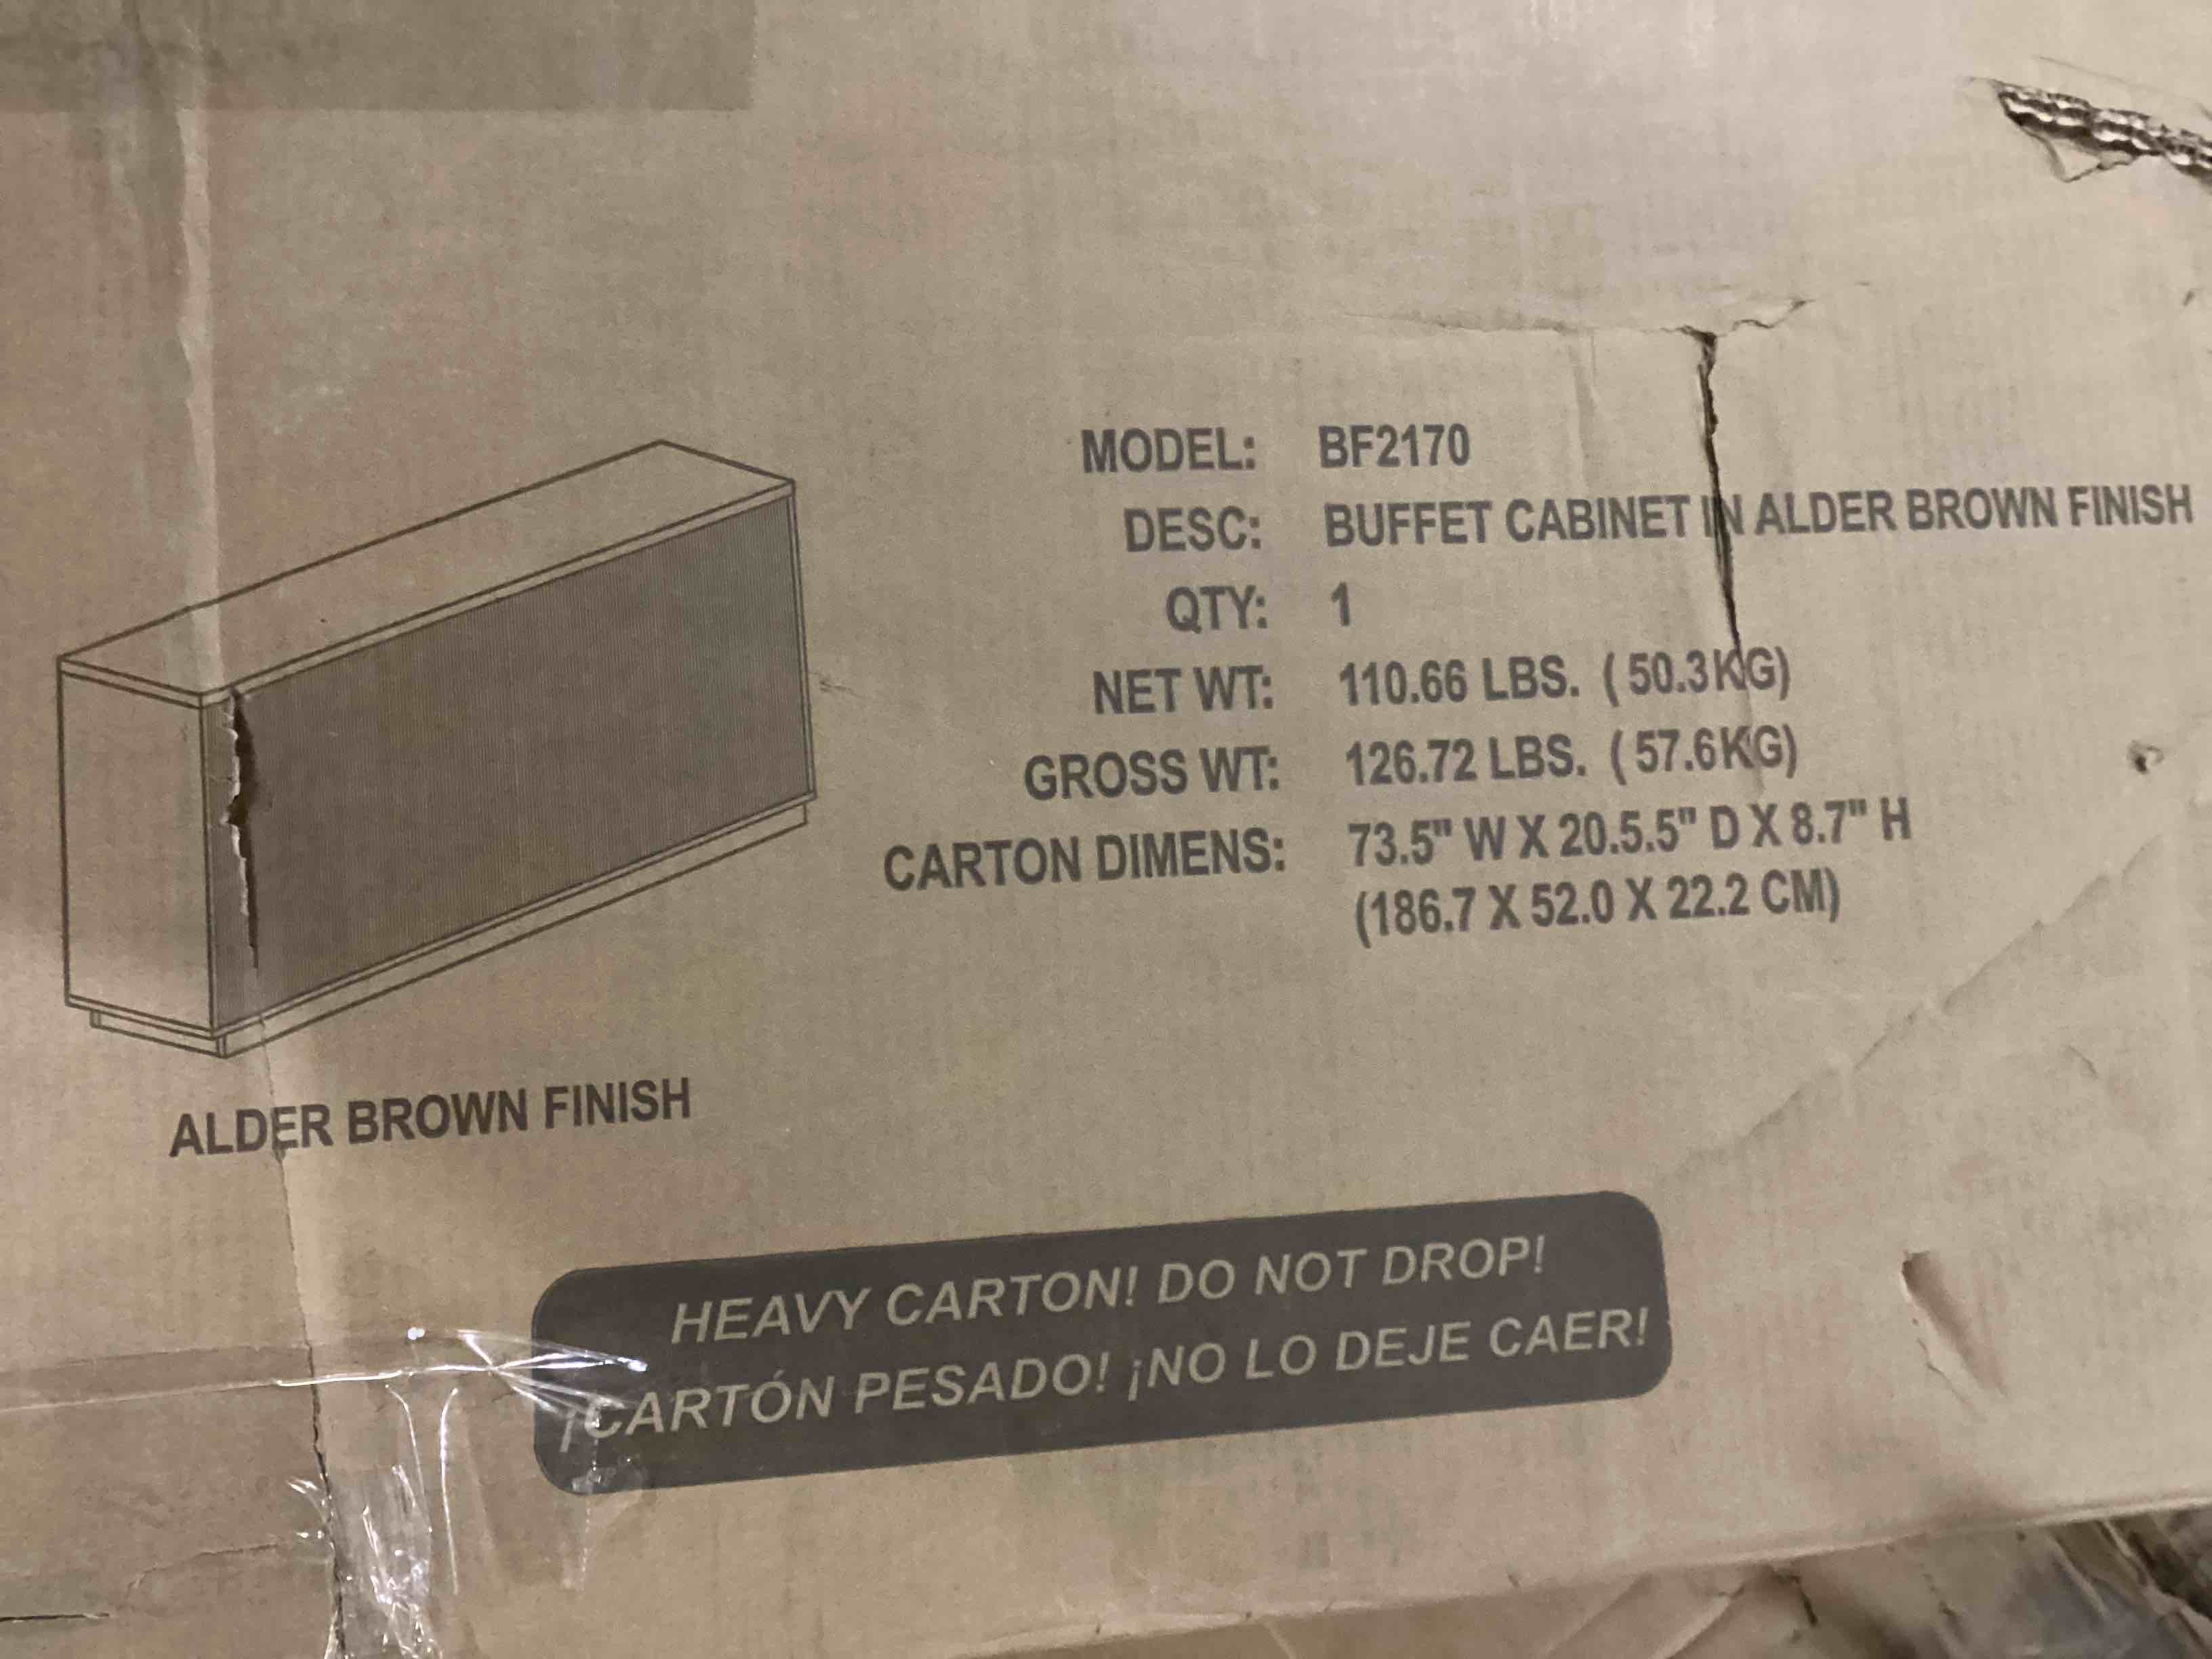 MODEL: BF2170
DESC: BUFFET CABINET IN ALDER BROWN FINISH
QTY: 1
NET WT: 110.66 LBS. ( 50.3KG)
GROSS WT: 126.72 LBS. ( 57.6KG)
CARTON DIMENS: 73.5" W X 20.5.5" D X 8.7" H
(186.7 X 52.0 X 22.2 CM)
ALDER BROWN FINISH
HEAVY CARTON! DO NOT DROP!
¡CARTÓN PESADO! ¡NO LO DEJE CAER!